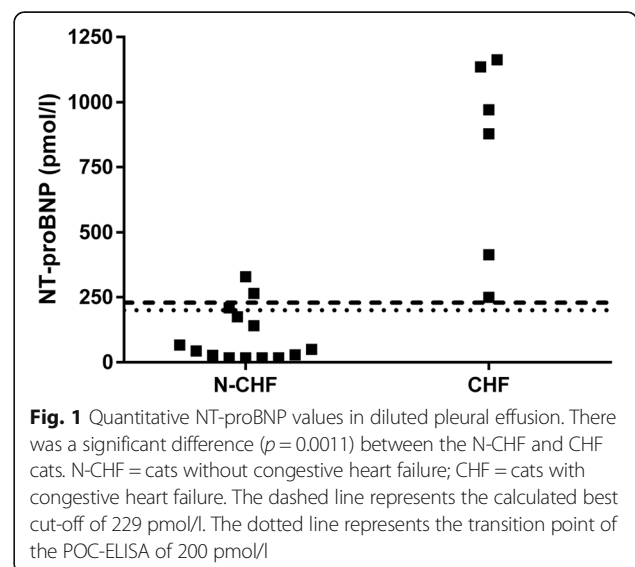 1250
1000
750
500
250
0
NT-proBNP (pmol/l)
N-CHF
CHF
Fig. 1 Quantitative NT-proBNP values in diluted pleural effusion. There
was a significant difference (p = 0.0011) between the N-CHF and CHF
cats. N-CHF = cats without congestive heart failure; CHF = cats with
congestive heart failure. The dashed line represents the calculated best
cut-off of 229 pmol/l. The dotted line represents the transition point of
the POC-ELISA of 200 pmol/l